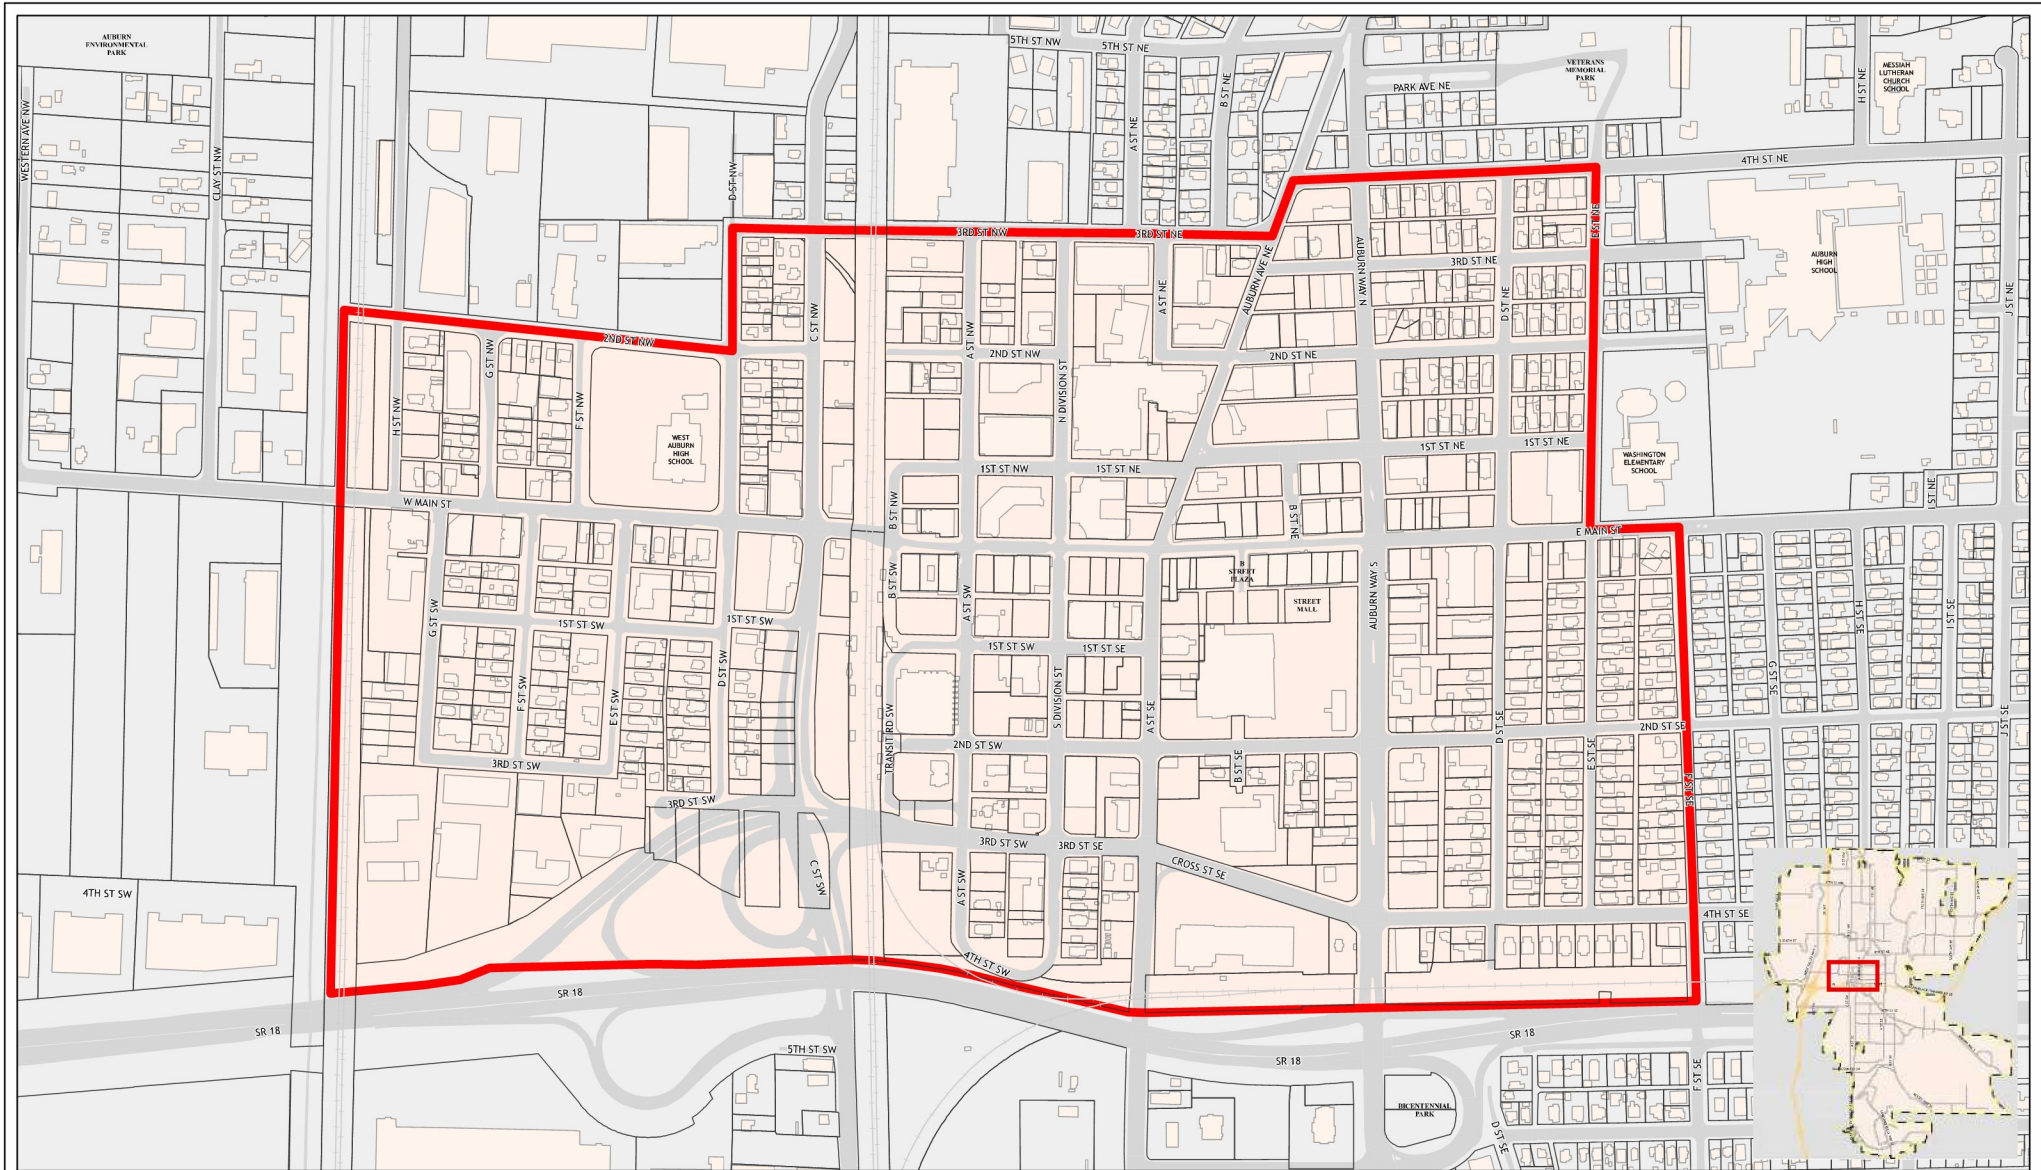 AUBURN
ENVIRONMENTAL
PARK
WESTERN AVE NW
CLAY ST NW
D ST NW
5TH ST NW
5TH ST NE
A ST NE
B ST NE
PARK AVE NE
VETERANS
MEMORIAL
PARK
H ST NE
MESSIAH
LUTHERAN
CHURCH
SCHOOL
4TH ST NE
3RD ST NW
3RD ST NE
E ST NE
AUBURN AVE NE
AUBURN WAY N
3RD ST NE
AUBURN
HIGH
SCHOOL
J ST NE
A ST NE
D ST NE
C ST NW
2ND ST NW
G ST NW
A ST NW
2ND ST NW
N DIVISION ST
2ND ST NE
H ST NW
F ST NW
WEST
AUBURN
HIGH
SCHOOL
1ST ST NE
1ST ST NE
WASHINGTON
ELEMENTARY
SCHOOL
1ST ST NW
1ST ST NE
I ST NE
W MAIN ST
B ST NW
B ST NE
E MAIN ST
B ST SW
B
STREET
PLAZA
A ST SW
STREET
MALL
AUBURN WAY S
G ST SW
1ST ST SW
1ST ST SW
H ST SE
I ST SE
1ST ST SW
1ST ST SE
D ST SW
F ST SW
E ST SW
S DIVISION ST
A ST SE
G ST SE
D ST SE
2ND ST SE
J ST SE
TRANSIT RD SW
2ND ST SW
B ST SE
E ST SE
3RD ST SW
F ST SE
3RD ST SW
3RD ST SW
3RD ST SE
CROSS ST SE
C ST SW
A ST SW
4TH ST SW
4TH ST SE
4TH ST SW
SR 18
SR 18
SR 18
SR 18
5TH ST SW
F ST SE
BICENTENNIAL
PARK
D ST SE